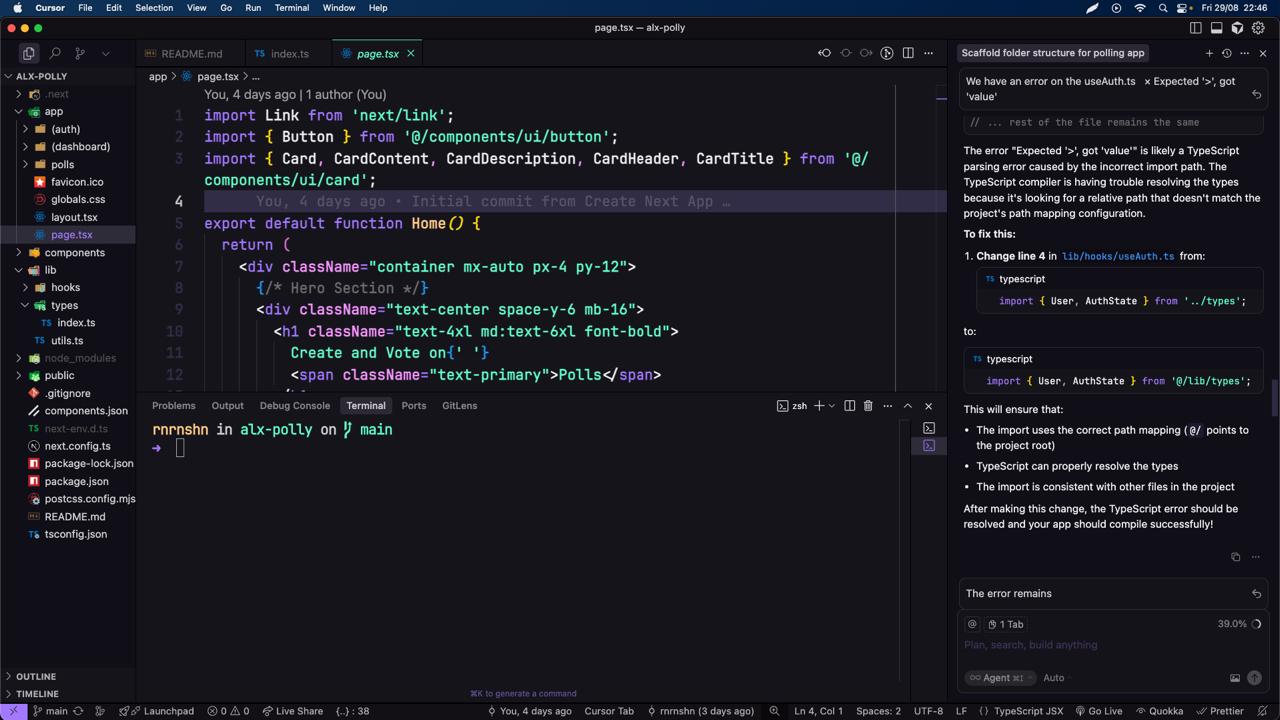 Cursor File Edit Selection View Go Run Terminal Window Help Fri 29/08 22:46
page.tsx — alx-polly
README.md index.ts page.tsx
Scaffold folder structure for polling app
ALX-POLLY
.next
app
(auth)
(dashboard)
polls
favicon.ico
globals.css
layout.tsx
page.tsx
components
lib
hooks
types
TS index.ts
utils.ts
node_modules
public
.gitignore
components.json
next-env.d.ts
next.config.ts
package-lock.json
package.json
postcss.config.mjs
README.md
tsconfig.json
OUTLINE
TIMELINE
app > page.tsx > ...
You, 4 days ago | 1 author (You)
1 import Link from 'next/link';
2 import { Button } from '@/components/ui/button';
3 import { Card, CardContent, CardDescription, CardHeader, CardTitle } from '@/
components/ui/card';
4 You, 4 days ago • Initial commit from Create Next App …
5 export default function Home() {
6 return (
7 <div className="container mx-auto px-4 py-12">
8 {/* Hero Section */}
9 <div className="text-center space-y-6 mb-16">
10 <h1 className="text-4xl md:text-6xl font-bold">
11 Create and Vote on{' '}
12 <span className="text-primary">Polls</span>
Problems Output Debug Console Terminal Ports GitLens
zsh
rnrnshn in alx-polly on main
⌘K to generate a command
We have an error on the useAuth.ts × Expected '>', got
'value'
// ... rest of the file remains the same
The error "Expected '>', got 'value'" is likely a TypeScript
parsing error caused by the incorrect import path. The
TypeScript compiler is having trouble resolving the types
because it's looking for a relative path that doesn't match the
project's path mapping configuration.
To fix this:
1. Change line 4 in lib/hooks/useAuth.ts from:
TS typescript
import { User, AuthState } from '../types';
to:
TS typescript
import { User, AuthState } from '@/lib/types';
This will ensure that:
• The import uses the correct path mapping (@/ points
to the project root)
• TypeScript can properly resolve the types
• The import is consistent with other files in the project
After making this change, the TypeScript error should be
resolved and your app should compile successfully!
The error remains
@ 1 Tab 39.0%
Plan, search, build anything
Agent ⌘I Auto
main Launchpad 0 0 Live Share {..} : 38 You, 4 days ago Cursor Tab rnrnshn (3 days ago) Ln 4, Col 1 Spaces: 2 UTF-8 LF {} TypeScript JSX Go Live Quokka Prettier